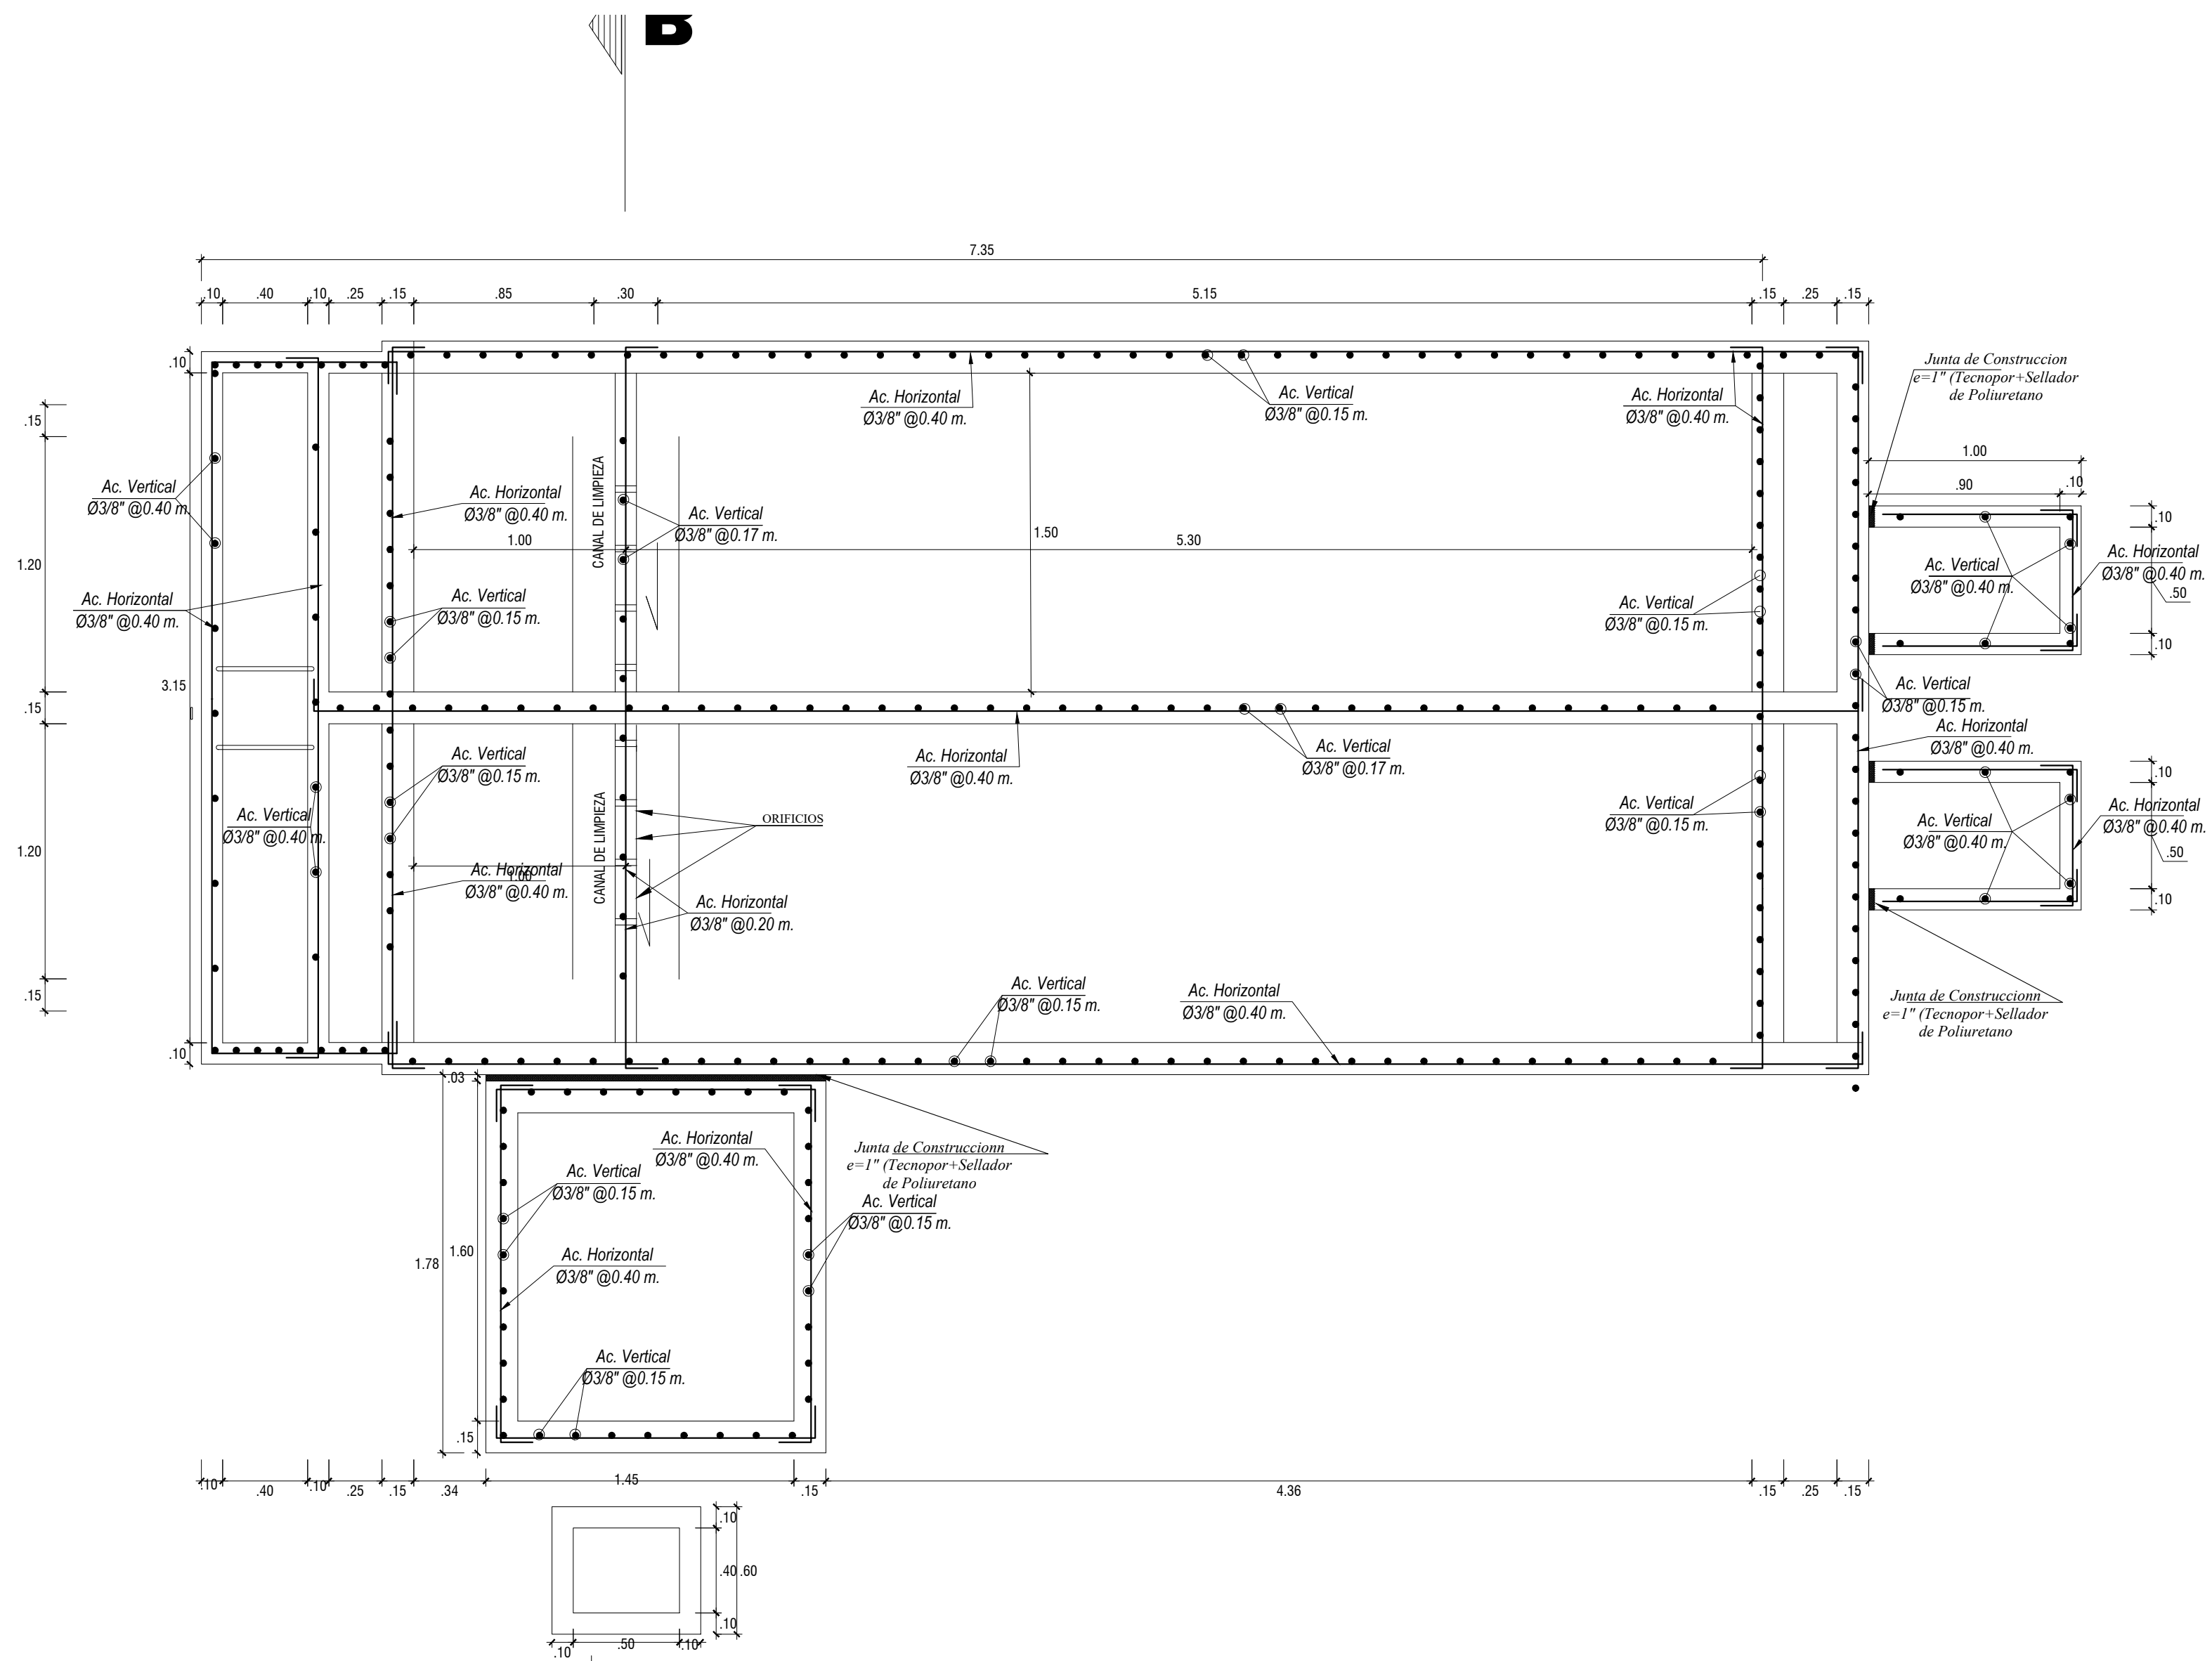 B
7.35
.10 .40 .10 .25 .15 .85 .30 5.15 .15 .25 .15
.10
.15
1.20
3.15
.15
1.20
.15
.10
Ac. Vertical
Ø3/8" @0.40 m.
Ac. Horizontal
Ø3/8" @0.40 m.
Ac. Vertical
Ø3/8" @0.40 m.
Ac. Horizontal
Ø3/8" @0.40 m.
Ac. Vertical
Ø3/8" @0.15 m.
Ac. Vertical
Ø3/8" @0.15 m.
Ac. Horizontal
Ø3/8" @0.40 m.
1.00
1.00
CANAL DE LIMPIEZA
CANAL DE LIMPIEZA
Ac. Vertical
Ø3/8" @0.17 m.
ORIFICIOS
Ac. Horizontal
Ø3/8" @0.20 m.
Ac. Horizontal
Ø3/8" @0.40 m.
Ac. Vertical
Ø3/8" @0.15 m.
Ac. Horizontal
Ø3/8" @0.40 m.
1.50
5.30
Ac. Vertical
Ø3/8" @0.15 m.
Ac. Horizontal
Ø3/8" @0.40 m.
Ac. Vertical
Ø3/8" @0.17 m.
Ac. Vertical
Ø3/8" @0.15 m.
Ac. Vertical
Ø3/8" @0.15 m.
Ac. Horizontal
Ø3/8" @0.40 m.
Junta de Construccion
e=1" (Tecnopor+Sellador
de Poliuretano
1.00
.90 .10
.10
Ac. Vertical
Ø3/8" @0.40 m.
Ac. Horizontal
Ø3/8" @0.40 m.
.50
.10
Ac. Vertical
Ø3/8" @0.15 m.
Ac. Horizontal
Ø3/8" @0.40 m.
.10
Ac. Vertical
Ø3/8" @0.40 m.
Ac. Horizontal
Ø3/8" @0.40 m.
.50
.10
Junta de Construccionn
e=1" (Tecnopor+Sellador
de Poliuretano
.03
1.78
1.60
.15
Ac. Horizontal
Ø3/8" @0.40 m.
Ac. Vertical
Ø3/8" @0.15 m.
Ac. Horizontal
Ø3/8" @0.40 m.
Ac. Vertical
Ø3/8" @0.15 m.
Junta de Construccionn
e=1" (Tecnopor+Sellador
de Poliuretano
Ac. Vertical
Ø3/8" @0.15 m.
.10 .40 .10 .25 .15 .34 1.45 .15 4.36 .15 .25 .15
.10
.40 .60
.10
.10 .50 .10